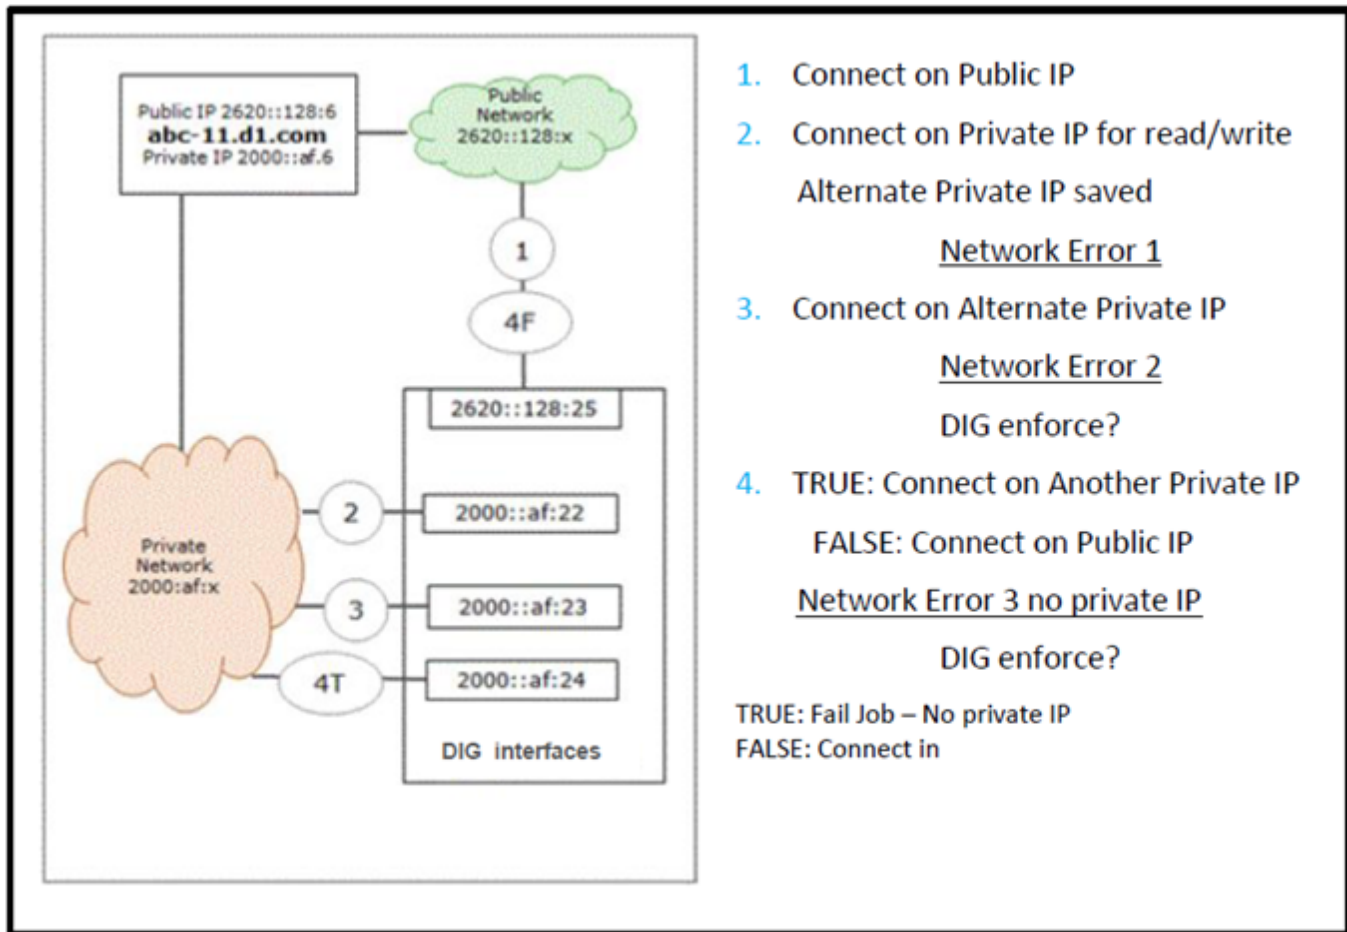 Public IP 2620::128:6
abc-11.d1.com
Private IP 2000::af.6
Public
Network
2620::128:x
1
4F
2620::128:25
2
2000::af:22
Private
Network
2000:af:x
3
2000::af:23
4T
2000::af:24
DIG interfaces
1. Connect on Public IP
2. Connect on Private IP for read/write
Alternate Private IP saved
Network Error 1
3. Connect on Alternate Private IP
Network Error 2
DIG enforce?
4. TRUE: Connect on Another Private IP
FALSE: Connect on Public IP
Network Error 3 no private IP
DIG enforce?
TRUE: Fail Job – No private IP
FALSE: Connect in